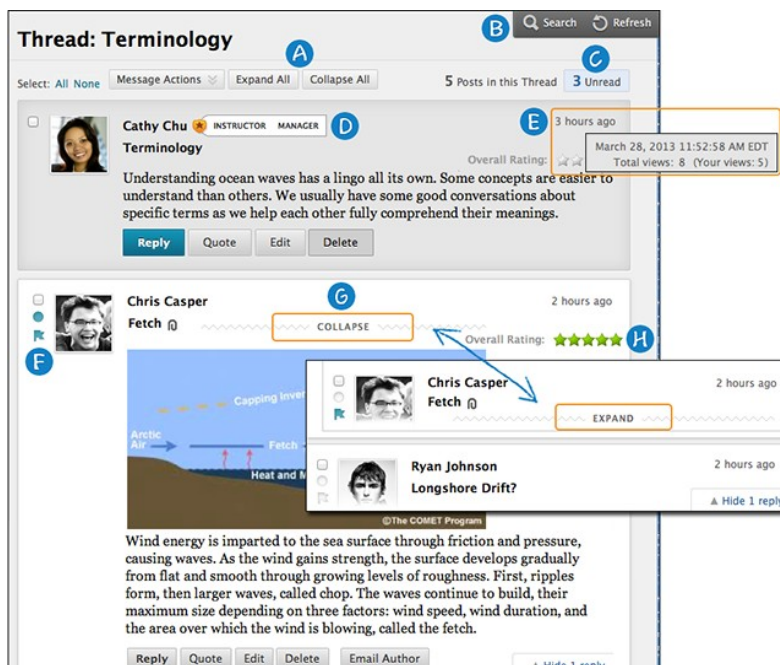 Thread: Terminology
B
Search
Refresh
A
C
Select: All None
Message Actions
Expand All
Collapse All
5 Posts in this Thread
3 Unread
Cathy Chu
INSTRUCTOR MANAGER
D
E
3 hours ago
Terminology
Overall Rating:
March 28, 2013 11:52:58 AM EDT
Total views: 8 (Your views: 5)
Understanding ocean waves has a lingo all its own. Some concepts are easier to
understand than others. We usually have some good conversations about
specific terms as we help each other fully comprehend their meanings.
Reply
Quote
Edit
Delete
F
Chris Casper
G
2 hours ago
Fetch
COLLAPSE
Overall Rating:
H
Capping Inver
Arctic
Air
Fetch
Heat and M
©The COMET Program
Chris Casper
2 hours ago
Fetch
EXPAND
Ryan Johnson
2 hours ago
Longshore Drift?
Hide 1 reply
Wind energy is imparted to the sea surface through friction and pressure,
causing waves. As the wind gains strength, the surface develops gradually
from flat and smooth through growing levels of roughness. First, ripples
form, then larger waves, called chop. The waves continue to build, their
maximum size depending on three factors: wind speed, wind duration, and
the area over which the wind is blowing, called the fetch.
Reply
Quote
Edit
Delete
Email Author
Hide 1 reply